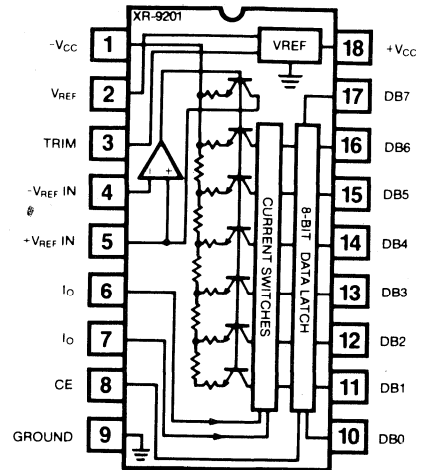 XR-9201
-VCC 1
VREF 2
TRIM 3
-VREF IN 4
+VREF IN 5
IO 6
IO 7
CE 8
GROUND 9
VREF
- +
CURRENT SWITCHES
8-BIT DATA LATCH
18 +VCC
17 DB7
16 DB6
15 DB5
14 DB4
13 DB3
12 DB2
11 DB1
10 DB0